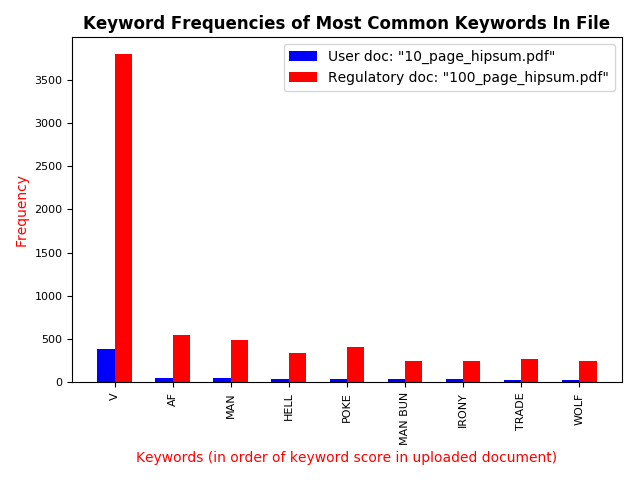 Keyword Frequencies of Most Common Keywords In File
User doc: "10_page_hipsum.pdf"
Regulatory doc: "100_page_hipsum.pdf"
Frequency
3500
3000
2500
2000
1500
1000
500
0
V
AF
MAN
HELL
POKE
MAN BUN
IRONY
TRADE
WOLF
Keywords (in order of keyword score in uploaded document)